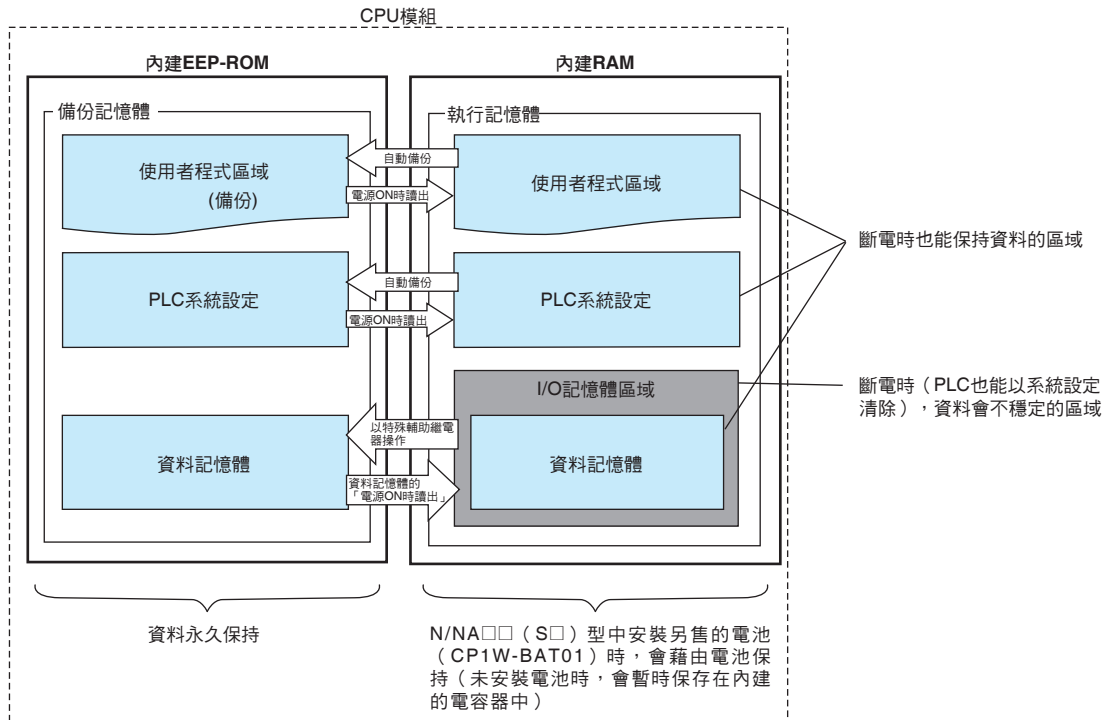 CPU模組
內建EEP-ROM
內建RAM
備份記憶體
執行記憶體
使用者程式區域
(備份)
自動備份
電源ON時讀出
使用者程式區域
PLC系統設定
自動備份
電源ON時讀出
PLC系統設定
斷電時也能保持資料的區域
I/O記憶體區域
斷電時（PLC也能以系統設定
清除），資料會不穩定的區域
資料記憶體
以特殊輔助繼電
器操作
資料記憶體的
「電源ON時讀出」
資料記憶體
資料永久保持
N/NA□□（S□）型中安裝另售的電池
（CP1W-BAT01）時，會藉由電池保
持（未安裝電池時，會暫時保存在內建
的電容器中）